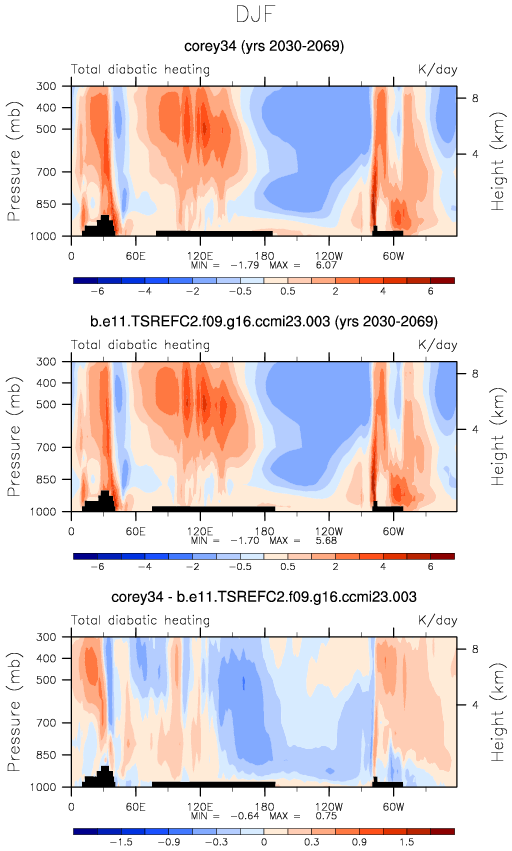 DJF
corey34 (yrs 2030-2069)
Total diabatic heating K/day
Pressure (mb)
300
400
500
700
850
1000
Height (km)
8
4
0 60E 120E 180 120W 60W
MIN = -1.79 MAX = 6.07
-6 -4 -2 -0.5 0.5 2 4 6
b.e11.TSREFC2.f09.g16.ccmi23.003 (yrs 2030-2069)
Total diabatic heating K/day
Pressure (mb)
300
400
500
700
850
1000
Height (km)
8
4
0 60E 120E 180 120W 60W
MIN = -1.70 MAX = 5.68
-6 -4 -2 -0.5 0.5 2 4 6
corey34 - b.e11.TSREFC2.f09.g16.ccmi23.003
Total diabatic heating K/day
Pressure (mb)
300
400
500
700
850
1000
Height (km)
8
4
0 60E 120E 180 120W 60W
MIN = -0.64 MAX = 0.75
-1.5 -0.9 -0.3 0 0.3 0.9 1.5